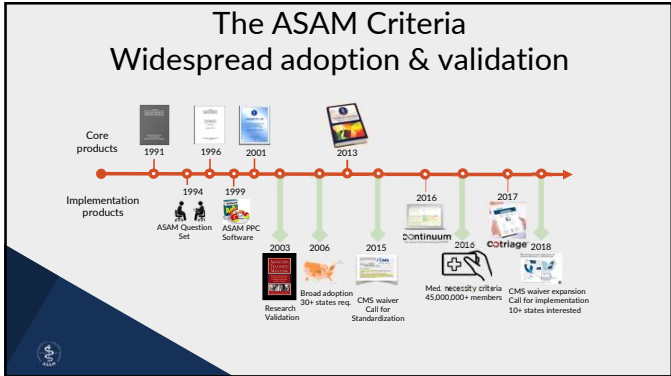 The ASAM Criteria
Widespread adoption & validation
Core
products
1991
1996
2001
2013
Implementation
products
1994
ASAM Question
Set
1999
ASAM PPC
Software
2003
Research
Validation
2006
Broad adoption
30+ states req.
2015
CMS waiver
Call for
Standardization
2016
continuum
2016
Med. necessity criteria
45,000,000+ members
2017
cotriage
2018
CMS waiver expansion
Call for implementation
10+ states interested
ASAM